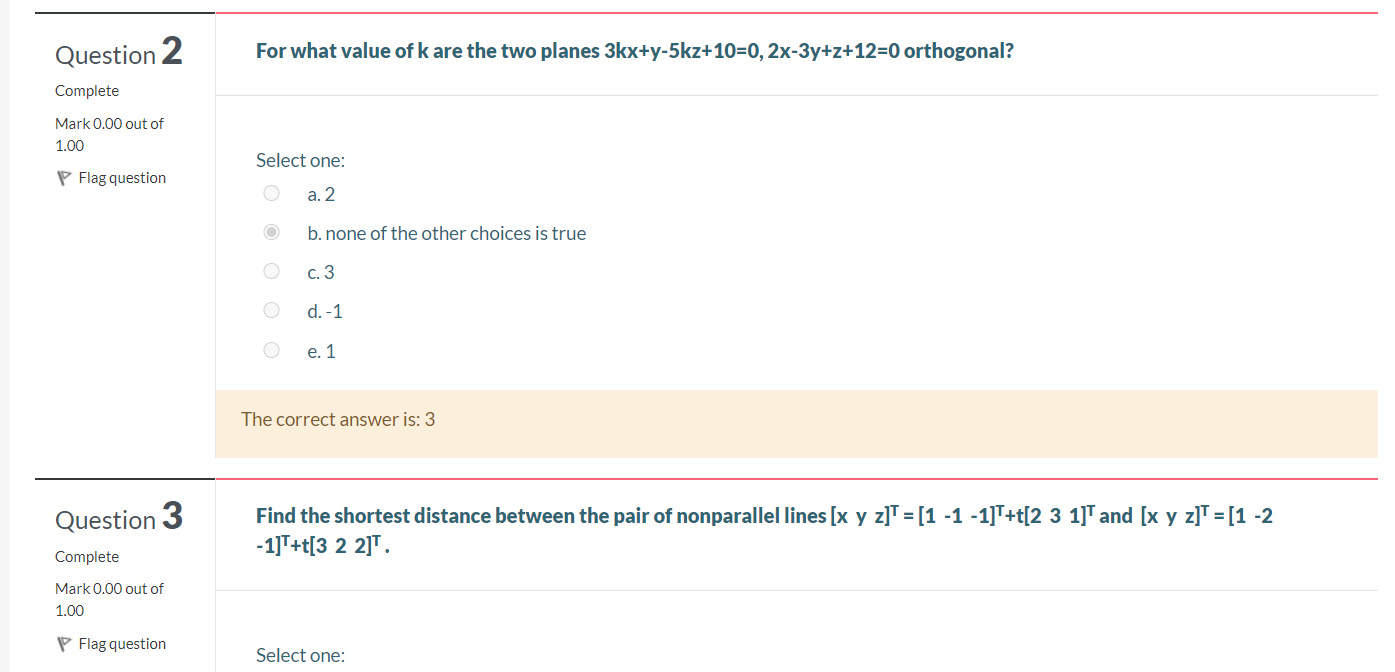 Question 2
Complete
Mark 0.00 out of
1.00
Flag question
For what value of k are the two planes 3kx+y-5kz+10=0, 2x-3y+z+12=0 orthogonal?
Select one:
a. 2
b. none of the other choices is true
c. 3
d. -1
e. 1
The correct answer is: 3
Question 3
Complete
Mark 0.00 out of
1.00
Flag question
Find the shortest distance between the pair of nonparallel lines [x y z]ᵀ = [1 -1 -1]ᵀ+t[2 3 1]ᵀ and [x y z]ᵀ = [1 -2
-1]ᵀ+t[3 2 2]ᵀ .
Select one: